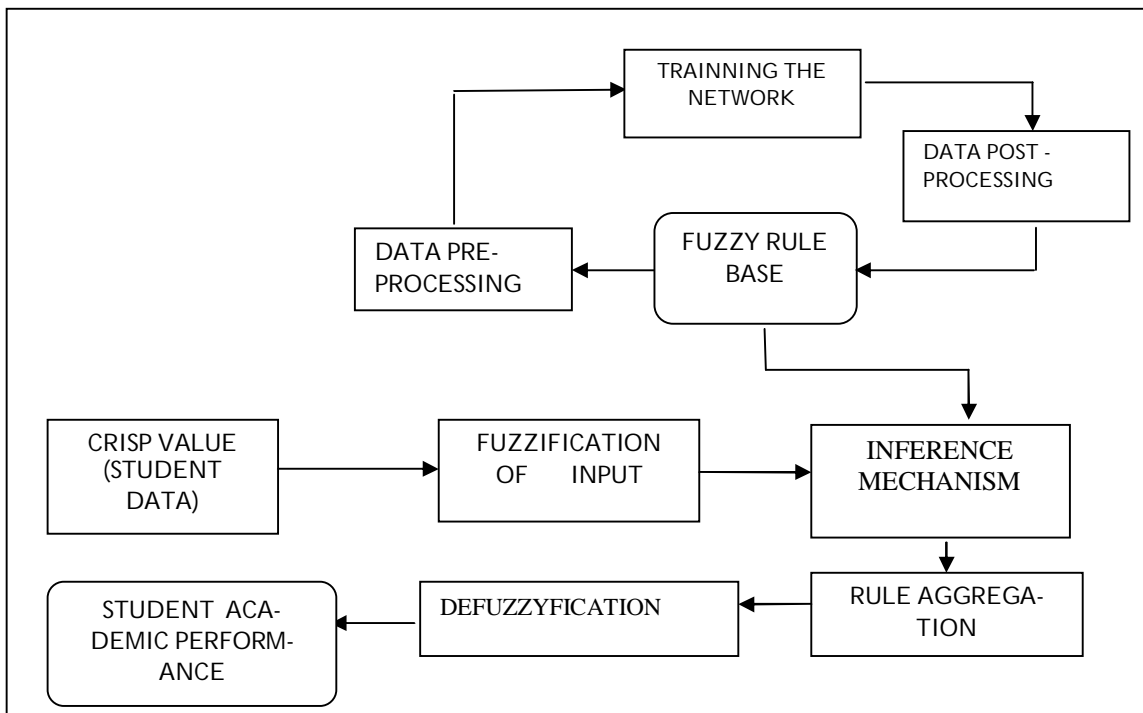 TRAINNING THE
NETWORK
DATA POST -
PROCESSING
DATA PRE-
PROCESSING
FUZZY RULE
BASE
CRISP VALUE
(STUDENT
DATA)
FUZZIFICATION
OF INPUT
INFERENCE
MECHANISM
STUDENT ACA-
DEMIC PERFORM-
ANCE
DEFUZZYFICATION
RULE AGGREGA-
TION